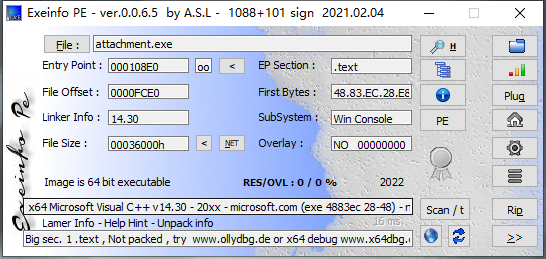 Exeinfo PE - ver.0.0.6.5 by A.S.L - 1088+101 sign 2021.02.04
File : attachment.exe H
Entry Point : 000108E0 oo < EP Section : .text
File Offset : 0000FCE0 First Bytes : 48.83.EC.28.E8 Plug
Linker Info : 14.30 SubSystem : Win Console PE
File Size : 00036000h < NET Overlay : NO 00000000
Image is 64 bit executable RES/OVL : 0 / 0 % 2022
x64 Microsoft Visual C++ v14.30 - 20xx - microsoft.com (exe 4883ec 28-48) - n Scan / t Rip
Lamer Info - Help Hint - Unpack info 16 ms.
Big sec. 1 .text , Not packed , try www.ollydbg.de or x64 debug www.x64dbg.c >>
Exeinfo Pe